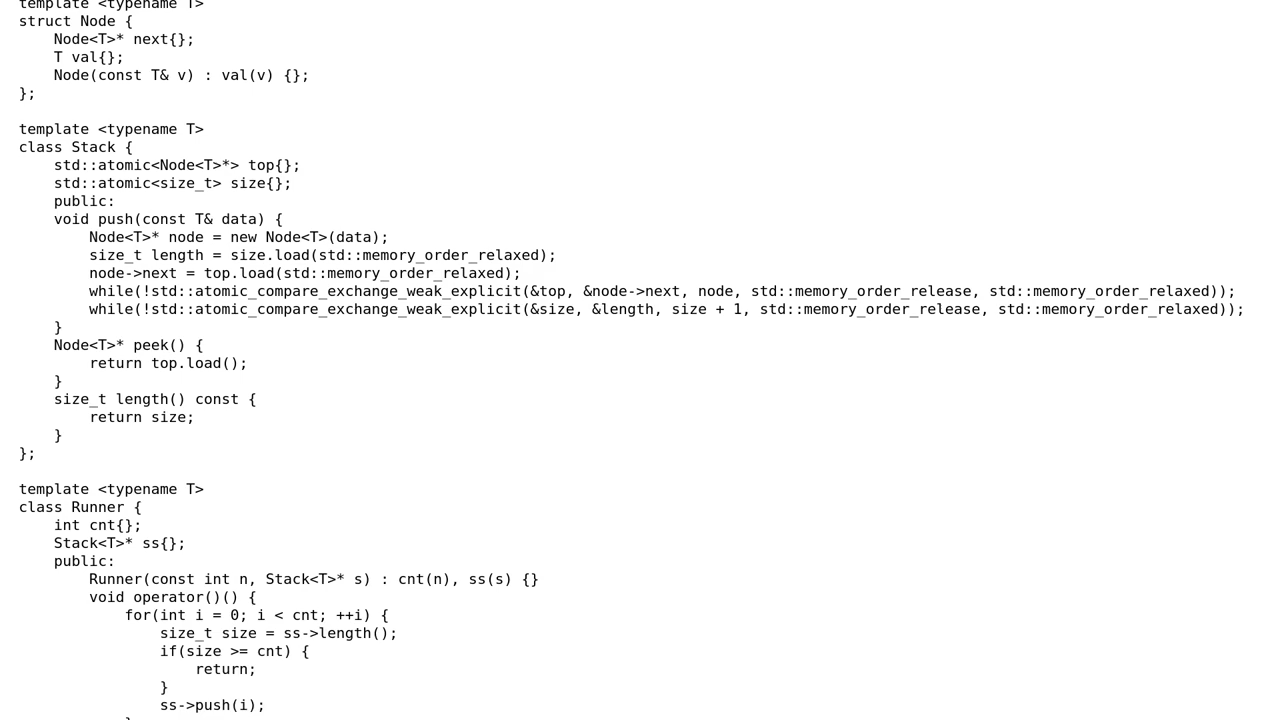 template <typename T>
struct Node {
    Node<T>* next{};
    T val{};
    Node(const T& v) : val(v) {};
};

template <typename T>
class Stack {
    std::atomic<Node<T>*> top{};
    std::atomic<size_t> size{};
    public:
    void push(const T& data) {
        Node<T>* node = new Node<T>(data);
        size_t length = size.load(std::memory_order_relaxed);
        node->next = top.load(std::memory_order_relaxed);
        while(!std::atomic_compare_exchange_weak_explicit(&top, &node->next, node, std::memory_order_release, std::memory_order_relaxed));
        while(!std::atomic_compare_exchange_weak_explicit(&size, &length, size + 1, std::memory_order_release, std::memory_order_relaxed));
    }
    Node<T>* peek() {
        return top.load();
    }
    size_t length() const {
        return size;
    }
};

template <typename T>
class Runner {
    int cnt{};
    Stack<T>* ss{};
    public:
        Runner(const int n, Stack<T>* s) : cnt(n), ss(s) {}
        void operator()() {
            for(int i = 0; i < cnt; ++i) {
                size_t size = ss->length();
                if(size >= cnt) {
                    return;
                }
                ss->push(i);
            }